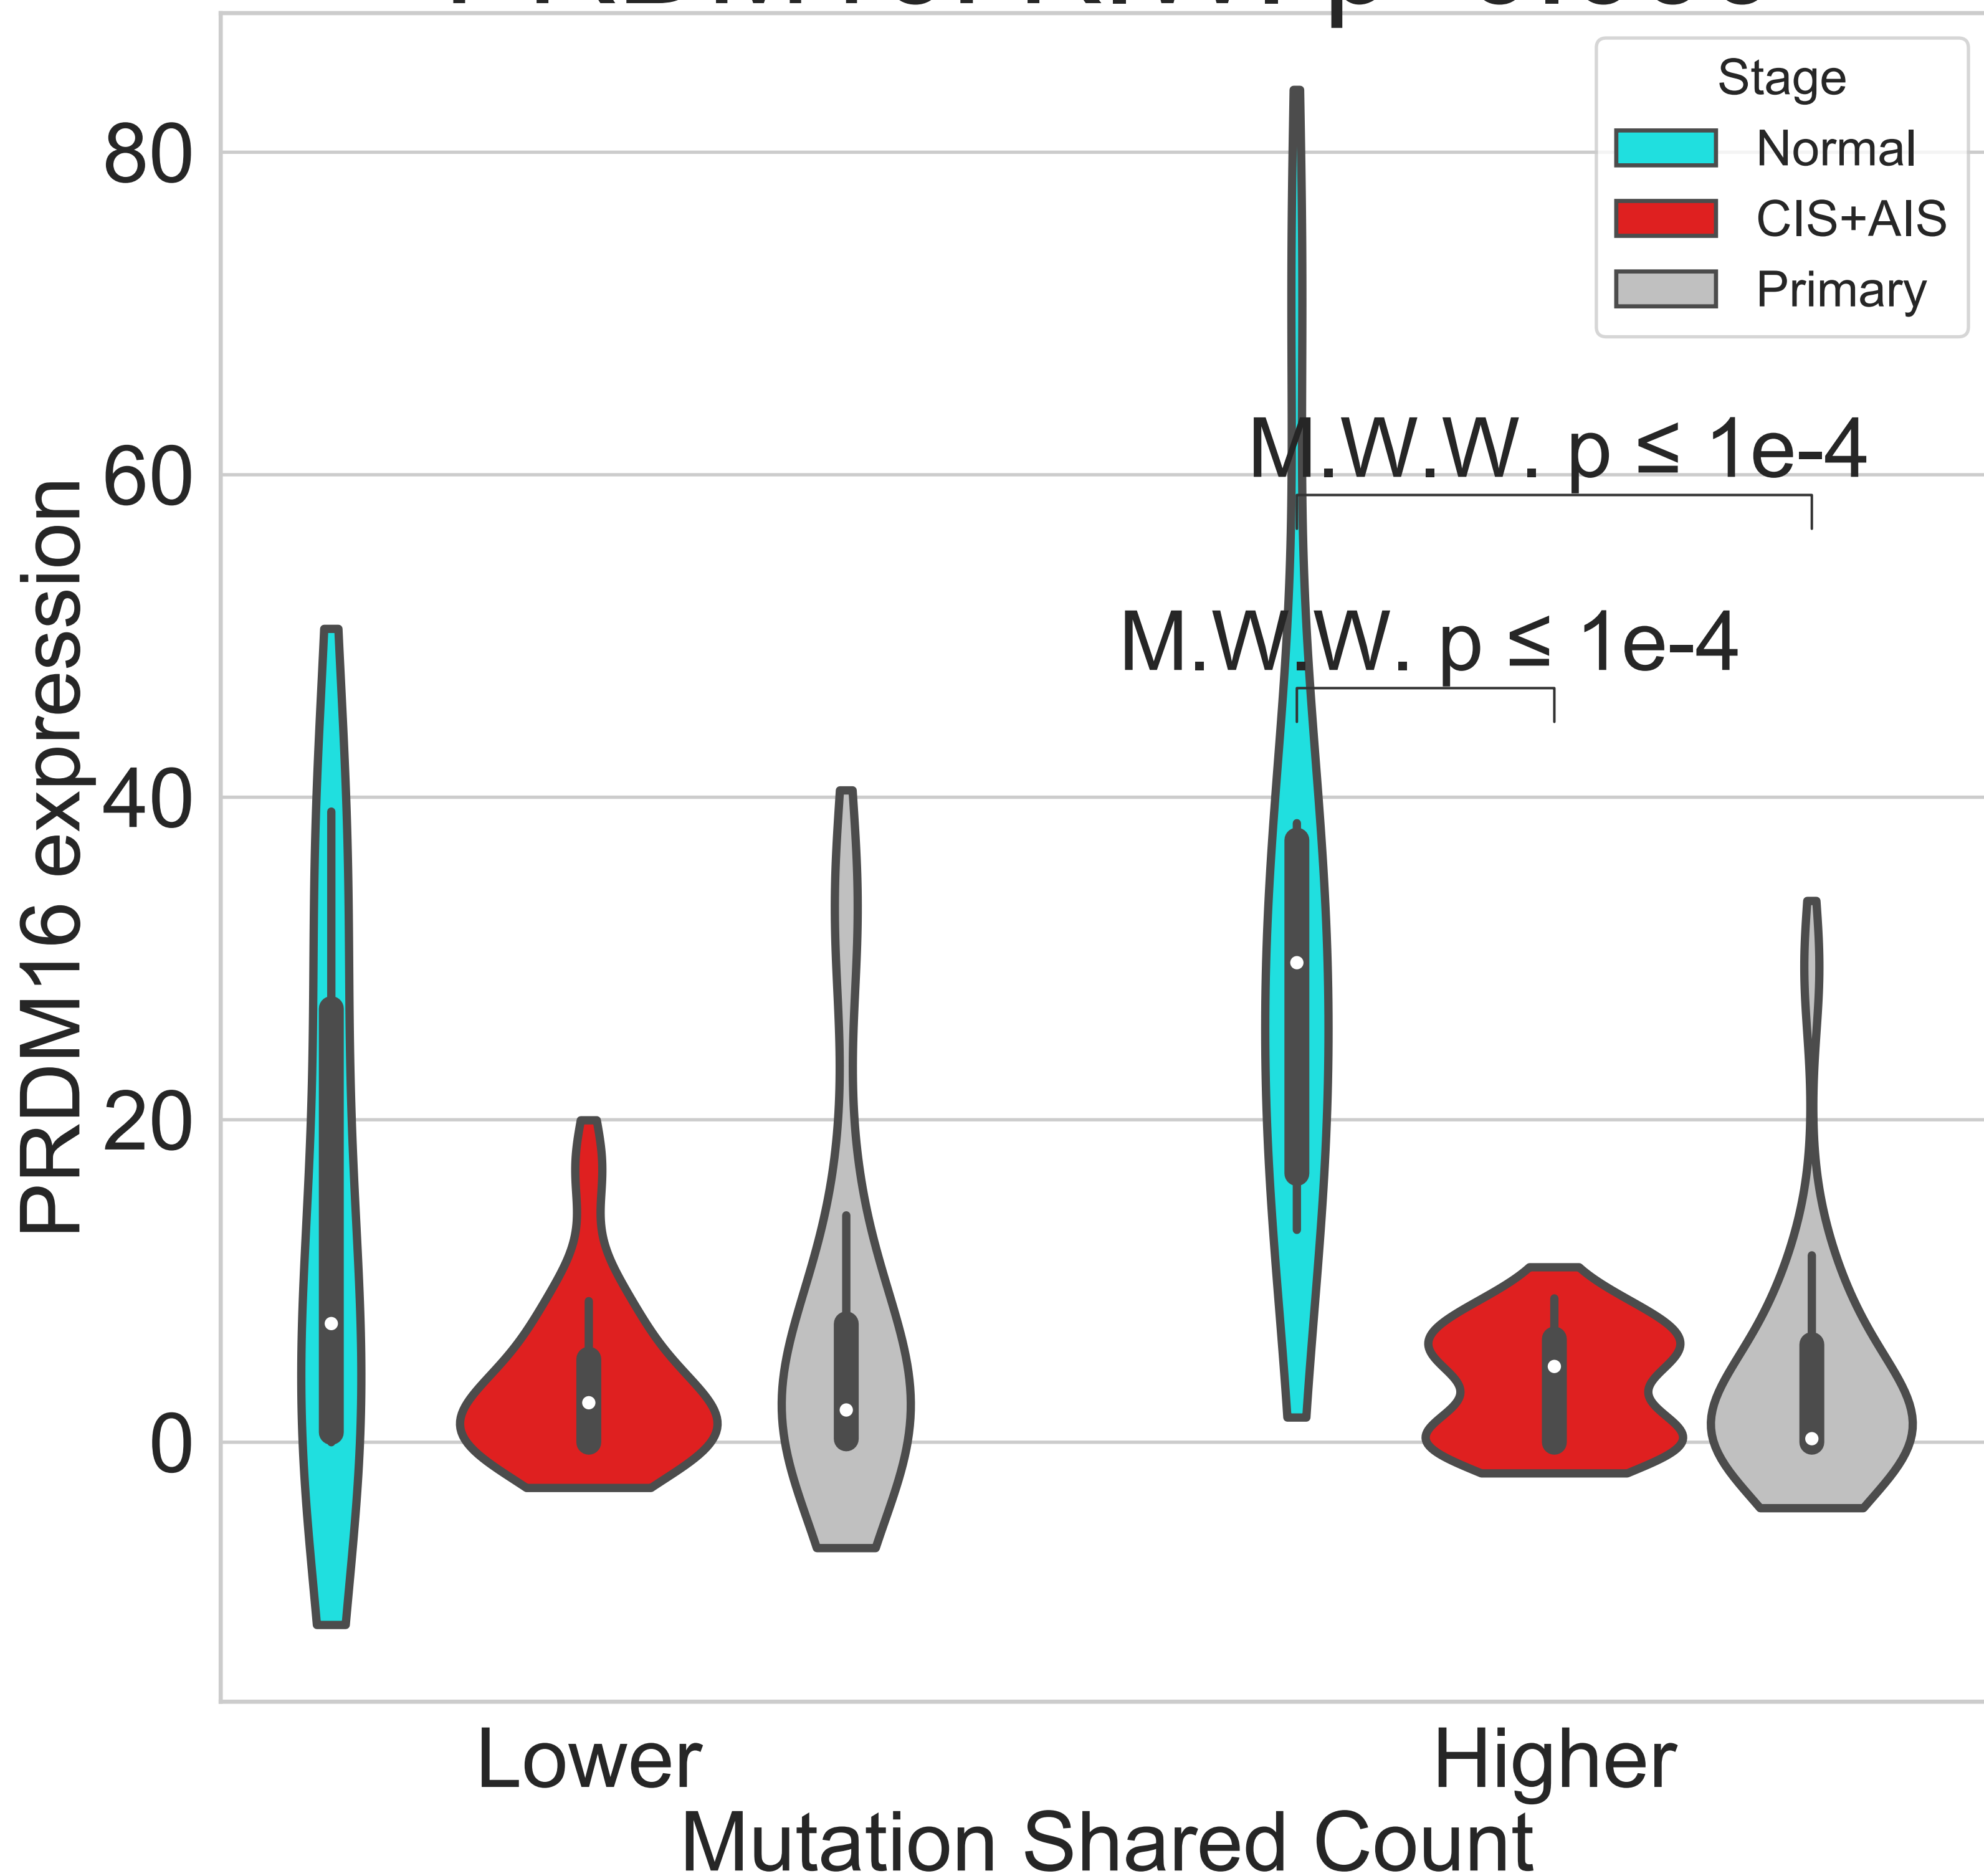 Stage
Normal
CIS+AIS
Primary
80
60
40
20
0
PRDM16 expression
M.W.W. p ≤ 1e-4
M.W.W. p ≤ 1e-4
Lower
Higher
Mutation Shared Count